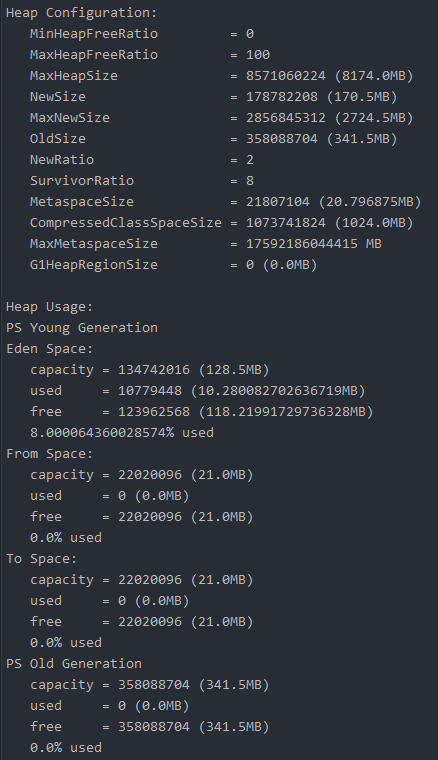 Heap Configuration:
   MinHeapFreeRatio         = 0
   MaxHeapFreeRatio         = 100
   MaxHeapSize              = 8571060224 (8174.0MB)
   NewSize                  = 178782208 (170.5MB)
   MaxNewSize               = 2856845312 (2724.5MB)
   OldSize                  = 358088704 (341.5MB)
   NewRatio                 = 2
   SurvivorRatio            = 8
   MetaspaceSize            = 21807104 (20.796875MB)
   CompressedClassSpaceSize = 1073741824 (1024.0MB)
   MaxMetaspaceSize         = 17592186044415 MB
   G1HeapRegionSize         = 0 (0.0MB)

Heap Usage:
PS Young Generation
Eden Space:
   capacity = 134742016 (128.5MB)
   used     = 10779448 (10.280082702636719MB)
   free     = 123962568 (118.21991729736328MB)
   8.000064360028574% used
From Space:
   capacity = 22020096 (21.0MB)
   used     = 0 (0.0MB)
   free     = 22020096 (21.0MB)
   0.0% used
To Space:
   capacity = 22020096 (21.0MB)
   used     = 0 (0.0MB)
   free     = 22020096 (21.0MB)
   0.0% used
PS Old Generation
   capacity = 358088704 (341.5MB)
   used     = 0 (0.0MB)
   free     = 358088704 (341.5MB)
   0.0% used